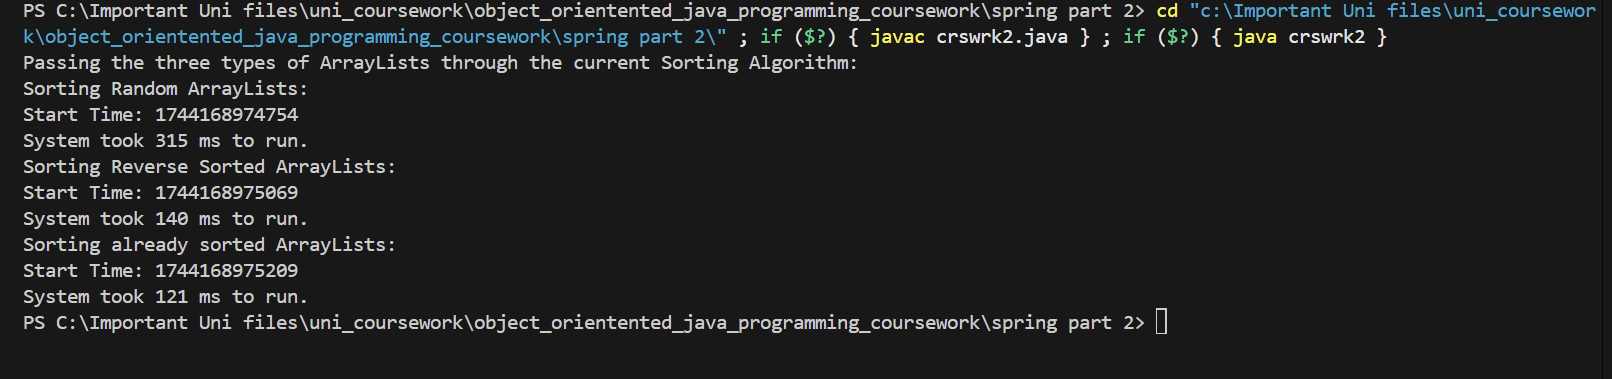 PS C:\Important Uni files\uni_coursework\object_orientented_java_programming_coursework\spring part 2> cd "c:\Important Uni files\uni_coursewor
k\object_orientented_java_programming_coursework\spring part 2\" ; if ($?) { javac crswrk2.java } ; if ($?) { java crswrk2 }
Passing the three types of ArrayLists through the current Sorting Algorithm:
Sorting Random ArrayLists:
Start Time: 1744168974754
System took 315 ms to run.
Sorting Reverse Sorted ArrayLists:
Start Time: 1744168975069
System took 140 ms to run.
Sorting already sorted ArrayLists:
Start Time: 1744168975209
System took 121 ms to run.
PS C:\Important Uni files\uni_coursework\object_orientented_java_programming_coursework\spring part 2>